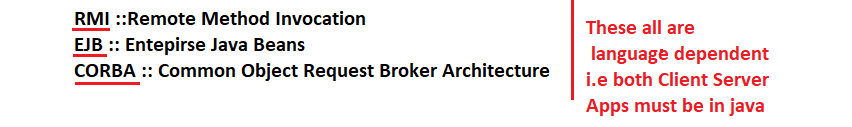 RMI ::Remote Method Invocation
EJB :: Entepirse Java Beans
CORBA :: Common Object Request Broker Architecture
These all are
language dependent
i.e both Client Server
Apps must be in java